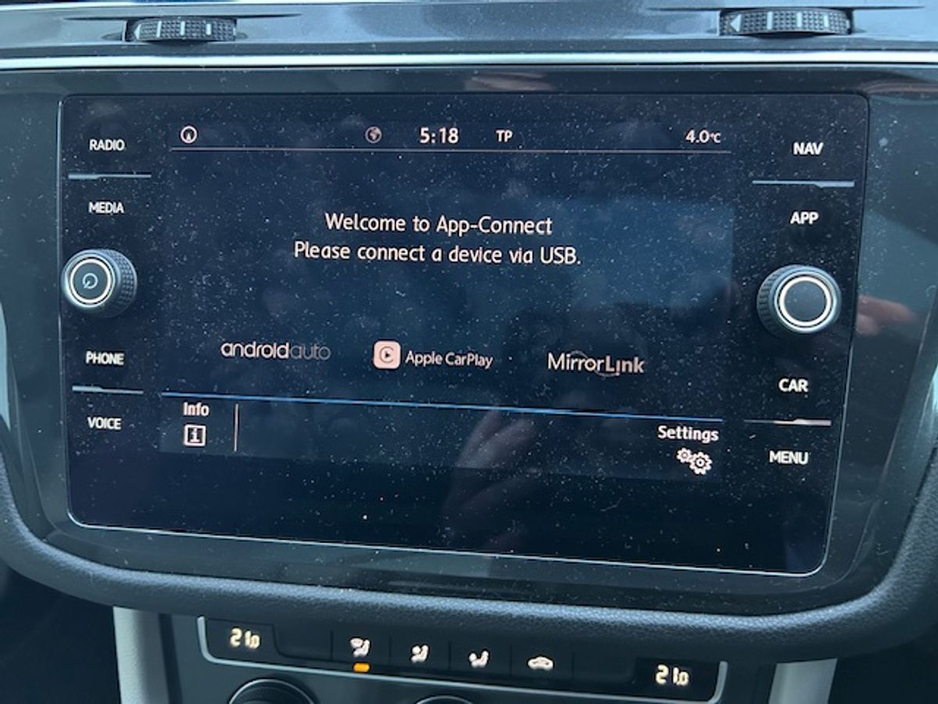 RADIO
MEDIA
PHONE
VOICE
5:18 TP 4.0°C
Welcome to App-Connect
Please connect a device via USB.
androidauto Apple CarPlay MirrorLink
Info
i
Settings
NAV
APP
CAR
MENU
21.0
21.0